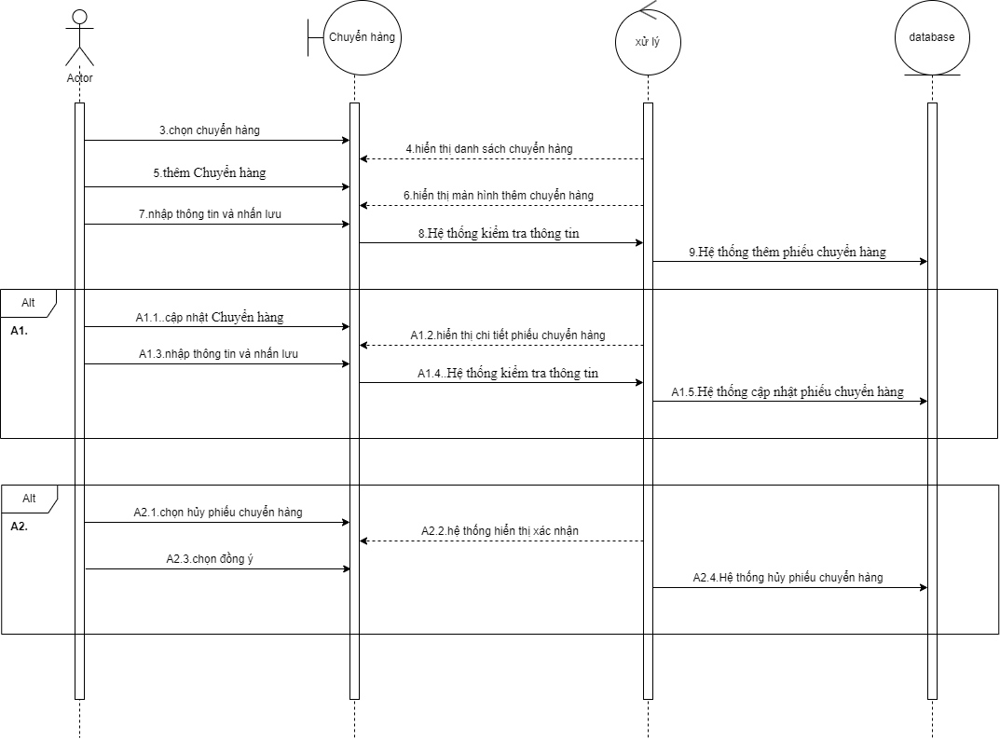 Actor
Chuyển hàng
xử lý
database
3.chọn chuyển hàng
4.hiển thị danh sách chuyển hàng
5.thêm Chuyển hàng
6.hiển thị màn hình thêm chuyển hàng
7.nhập thông tin và nhấn lưu
8.Hệ thống kiểm tra thông tin
9.Hệ thống thêm phiếu chuyển hàng
Alt
A1.
A1.1..cập nhật Chuyển hàng
A1.2.hiển thị chi tiết phiếu chuyển hàng
A1.3.nhập thông tin và nhấn lưu
A1.4..Hệ thống kiểm tra thông tin
A1.5.Hệ thống cập nhật phiếu chuyển hàng
Alt
A2.
A2.1.chọn hủy phiếu chuyển hàng
A2.2.hệ thống hiển thị xác nhận
A2.3.chọn đồng ý
A2.4.Hệ thống hủy phiếu chuyển hàng